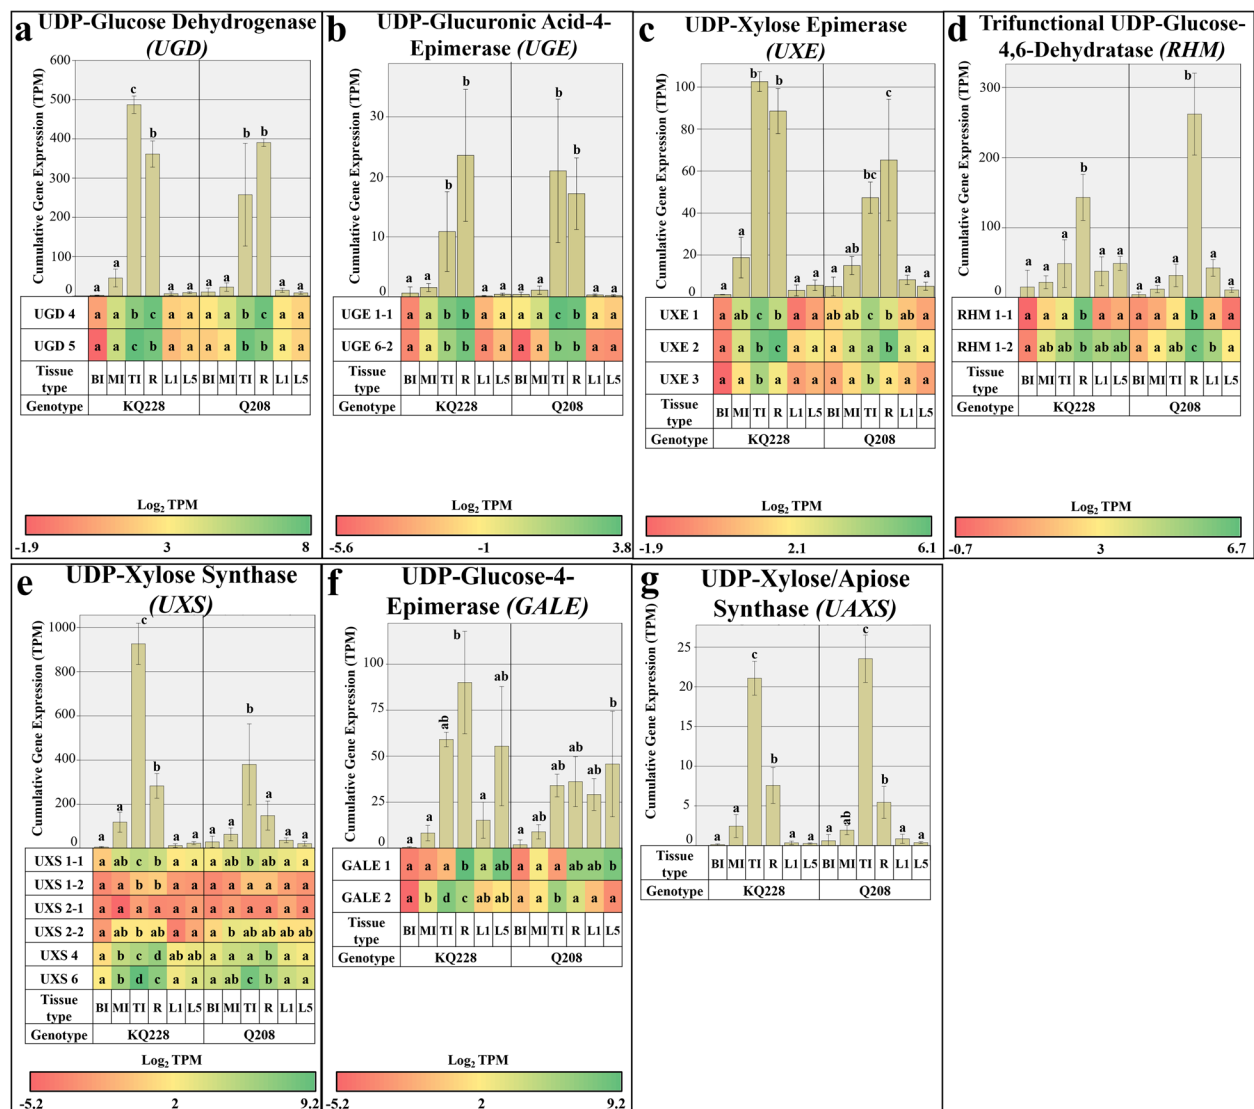 a UDP-Glucose Dehydrogenase
(UGD)
Cumulative Gene Expression (TPM)
600
500
400
300
200
100
0
a a c b a a a a b b a a
UGD 4 a a b c a a a a b c a a
UGD 5 a a c b a a a a b b a a
Tissue
type
BI MI TI R L1 L5 BI MI TI R L1 L5
Genotype KQ228 Q208
Log2 TPM
-1.9 3 8
b UDP-Glucuronic Acid-4-
Epimerase (UGE)
Cumulative Gene Expression (TPM)
30
20
10
0
a a b b a a a a b b a a
UGE 1-1 a a b b a a a a c b a a
UGE 6-2 a a b b a a a a b b a a
Tissue
type
BI MI TI R L1 L5 BI MI TI R L1 L5
Genotype KQ228 Q208
Log2 TPM
-5.6 -1 3.8
c UDP-Xylose Epimerase
(UXE)
Cumulative Gene Expression (TPM)
100
80
60
40
20
0
a a b b a a a ab bc c a a
UXE 1 a ab c b a a ab ab c b ab a
UXE 2 a a b c a a a a a b a a
UXE 3 a a b a a a a a b a a a
Tissue
type
BI MI TI R L1 L5 BI MI TI R L1 L5
Genotype KQ228 Q208
Log2 TPM
-1.9 2.1 6.1
d Trifunctional UDP-Glucose-
4,6-Dehydratase (RHM)
Cumulative Gene Expression (TPM)
300
200
100
0
a a a b a a a a a b a a
RHM 1-1 a a a b a a a a a b a a
RHM 1-2 a ab ab b ab ab a a ab c b a
Tissue
type
BI MI TI R L1 L5 BI MI TI R L1 L5
Genotype KQ228 Q208
Log2 TPM
-0.7 3 6.7
e UDP-Xylose Synthase
(UXS)
Cumulative Gene Expression (TPM)
1000
800
600
400
200
0
a a c b a a a a b a a a
UXS 1-1 a ab c b a a a ab b ab a a
UXS 1-2 a a b b a a a a a a a a
UXS 2-1 a a a a a a a a a a a a
UXS 2-2 a ab b ab a a a b ab ab ab ab
UXS 4 a b c d ab ab a a a b a a
UXS 6 a b d c a a a ab c b a a
Tissue
type
BI MI TI R L1 L5 BI MI TI R L1 L5
Genotype KQ228 Q208
Log2 TPM
-5.2 2 9.2
f UDP-Glucose-4-
Epimerase (GALE)
Cumulative Gene Expression (TPM)
100
75
50
25
0
a a ab b a ab a ab ab ab ab b
GALE 1 a a a b a ab a a a ab ab b
GALE 2 a b d c ab ab a a b a a a
Tissue
type
BI MI TI R L1 L5 BI MI TI R L1 L5
Genotype KQ228 Q208
Log2 TPM
-5.2 2 9.2
g UDP-Xylose/Apiose
Synthase (UAXS)
Cumulative Gene Expression (TPM)
25
20
15
10
5
0
a a c b a a a ab c b a a
Tissue
type
BI MI TI R L1 L5 BI MI TI R L1 L5
Genotype KQ228 Q208